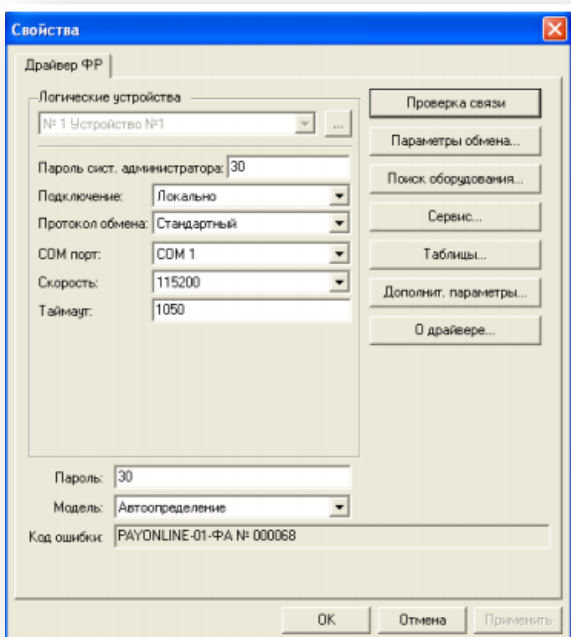 Свойства
Драйвер ФР
Логические устройства
№ 1 Устройство №1
...
Пароль сист. администратора: 30
Подключение: Локально
Протокол обмена: Стандартный
COM порт: COM 1
Скорость: 115200
Таймаут: 1050
Проверка связи
Параметры обмена...
Поиск оборудования...
Сервис...
Таблицы...
Дополнит. параметры...
О драйвере...
Пароль: 30
Модель: Автоопределение
Код ошибки: PAYONLINE-01-ФА № 000068
OK Отмена Применить